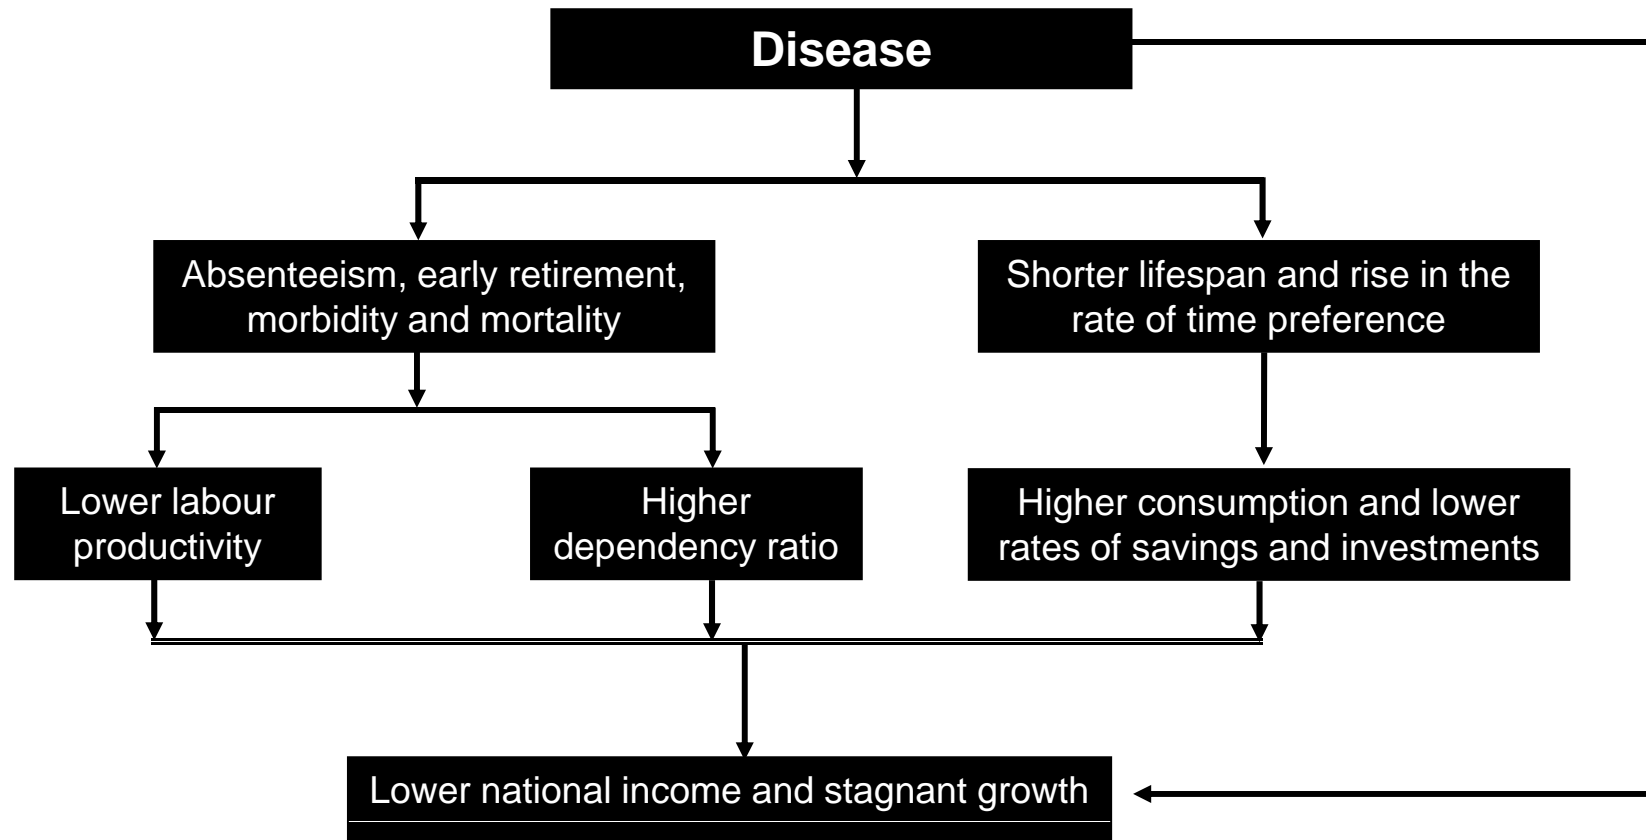 Disease
Absenteeism, early retirement,
morbidity and mortality
Shorter lifespan and rise in the
rate of time preference
Lower labour
productivity
Higher
dependency ratio
Higher consumption and lower
rates of savings and investments
Lower national income and stagnant growth